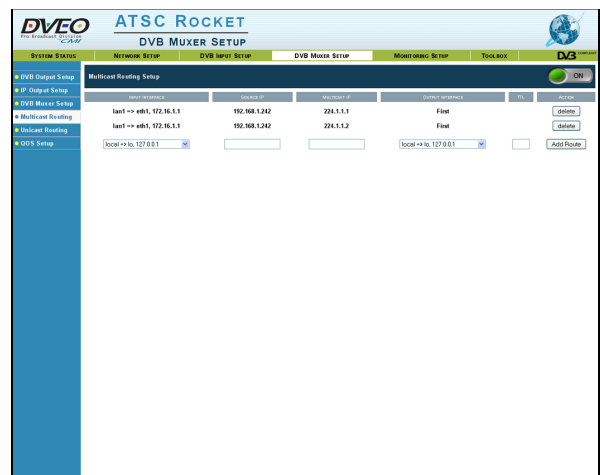 DVEO
Pro Broadcast Division
CMI
ATSC ROCKET
DVB MUXER SETUP
SYSTEM STATUS NETWORK SETUP DVB INPUT SETUP DVB MUXER SETUP MONITORING SETUP TOOLBOX DVB COMPLIANT
DVB Output Setup
IP Output Setup
DVB Muxer Setup
Multicast Routing
Unicast Routing
QOS Setup
Multicast Routing Setup ON
INPUT INTERFACE SOURCE IP MULTICAST IP OUTPUT INTERFACE TTL ACTION
lan1 => eth1, 172.16.1.1 192.168.1.242 224.1.1.1 First delete
lan1 => eth1, 172.16.1.1 192.168.1.242 224.1.1.2 First delete
local => lo, 127.0.0.1 local => lo, 127.0.0.1 Add Route